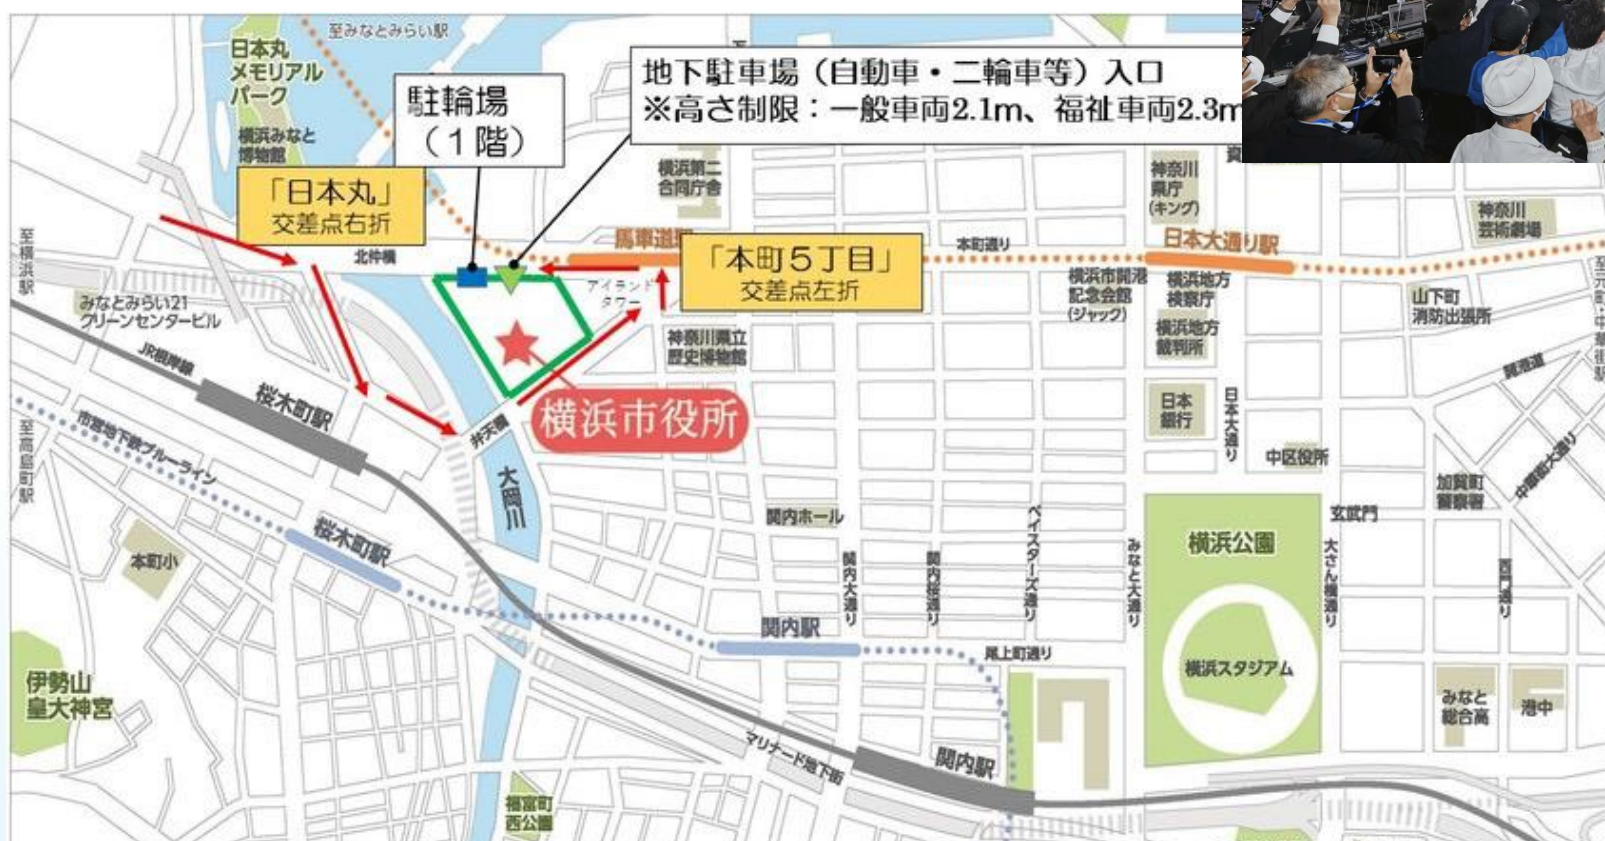 至みなとみらい駅
日本丸
メモリアル
パーク
横浜みなと
博物館
駐輪場
（１階）
地下駐車場（自動車・二輪車等）入口
※高さ制限：一般車両2.1m、福祉車両2.3m
「日本丸」
交差点右折
横浜第二
合同庁舎
神奈川
県庁
(キング)
神奈川
芸術劇場
至横浜駅
北仲橋
馬車道
「本町５丁目」
交差点左折
本町通り
日本大通り駅
アイランド
タワー
横浜市開港
記念会館
(ジャック)
横浜地方
検察庁
横浜地方
裁判所
山下町
消防出張所
至元町・中華街駅
みなとみらい21
グリーンセンタービル
神奈川県立
歴史博物館
JR根岸線
桜木町駅
横浜市役所
弁天橋
開港道
日本
銀行
日本大通り
中区役所
市営地下鉄ブルーライン
至高島町駅
大岡川
加賀町
警察署
中華街大通り
関内ホール
ベイスターズ通り
玄武門
横浜公園
桜木町駅
本町小
関内大通り
関内桜通り
みなと大通り
大さん橋通り
西門通り
関内駅
尾上町通り
横浜スタジアム
伊勢山
皇大神宮
みなと
総合高
港中
マリナード地下街
関内駅
福富町
西公園